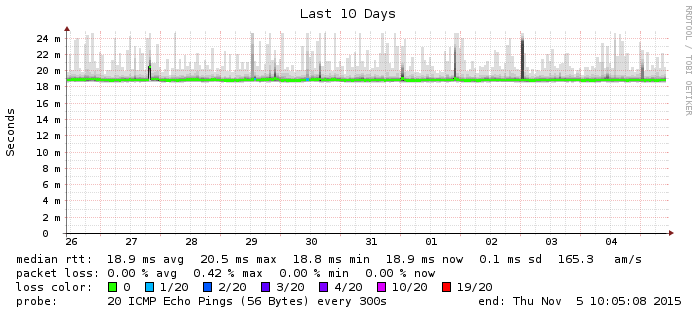 Last 10 Days
RRDTOOL / TOBI OETIKER
Seconds
24 m
22 m
20 m
18 m
16 m
14 m
12 m
10 m
8 m
6 m
4 m
2 m
0
26 27 28 29 30 31 01 02 03 04
median rtt: 18.9 ms avg 20.5 ms max 18.8 ms min 18.9 ms now 0.1 ms sd 165.3 am/s
packet loss: 0.00 % avg 0.42 % max 0.00 % min 0.00 % now
loss color: 0 1/20 2/20 3/20 4/20 10/20 19/20
probe: 20 ICMP Echo Pings (56 Bytes) every 300s end: Thu Nov 5 10:05:08 2015